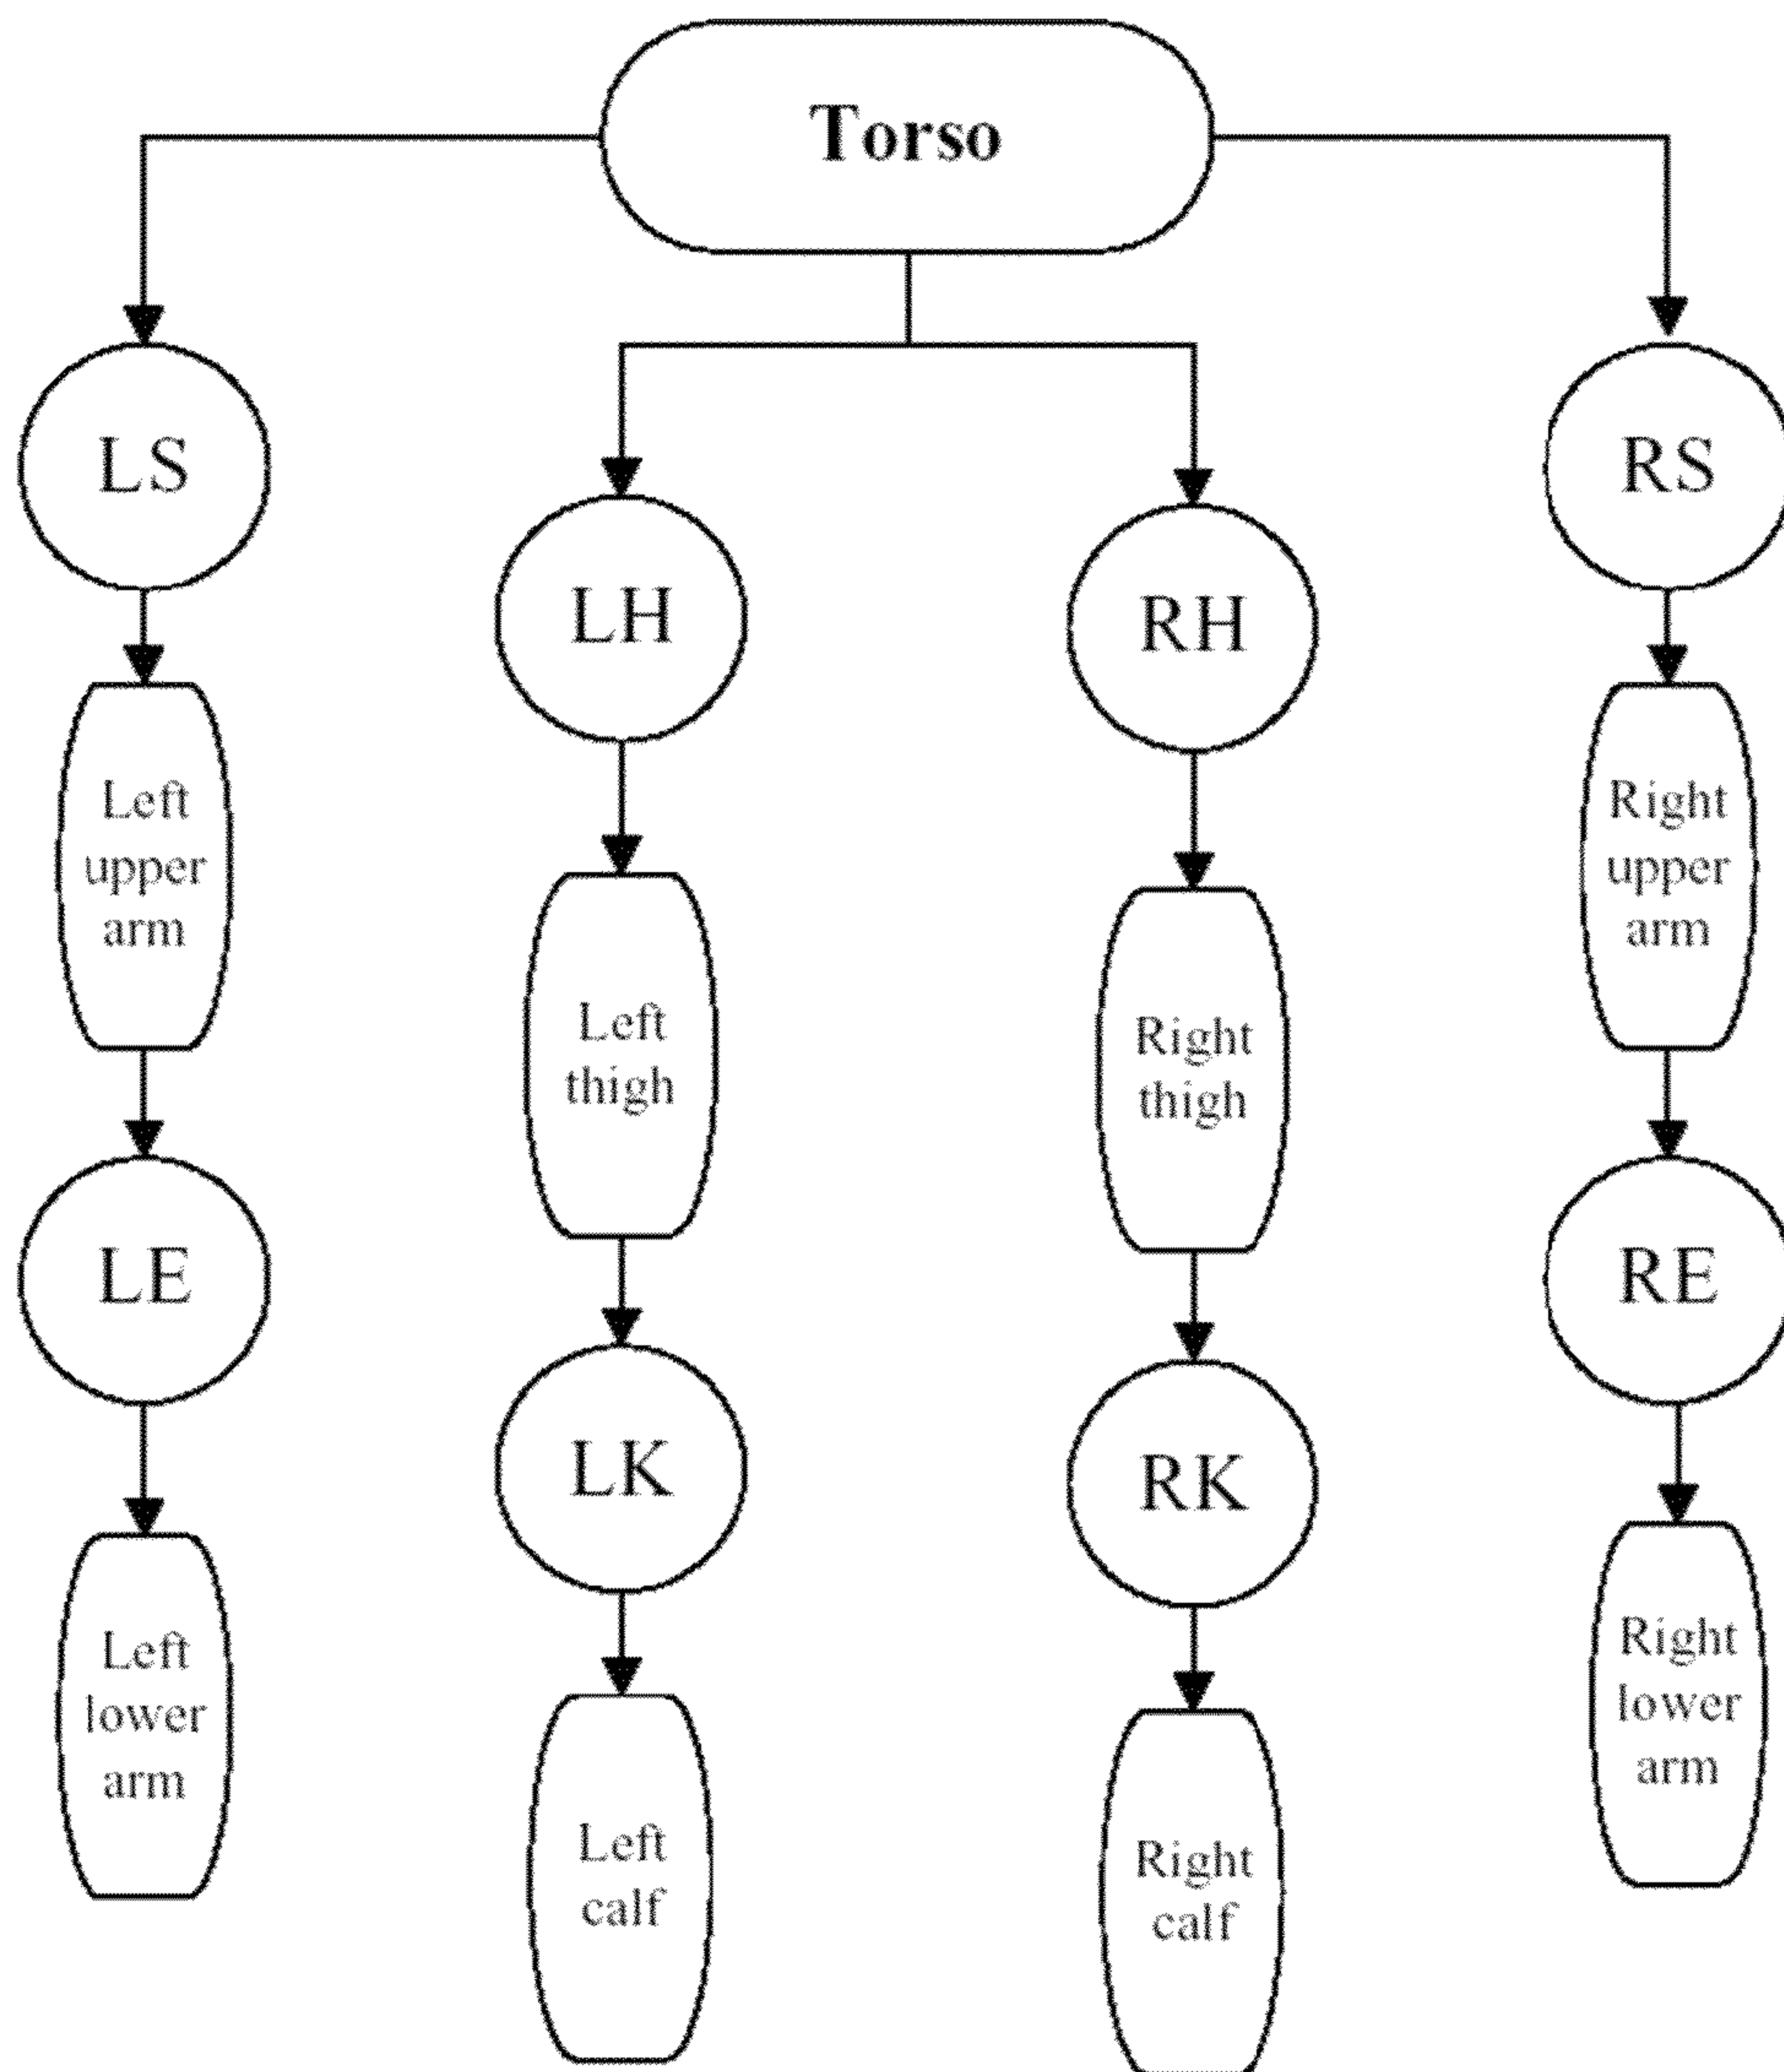 Torso
LS
RS
LH
RH
Left
upper
arm
Right
upper
arm
Left
thigh
Right
thigh
LE
RE
LK
RK
Left
lower
arm
Right
lower
arm
Left
calf
Right
calf